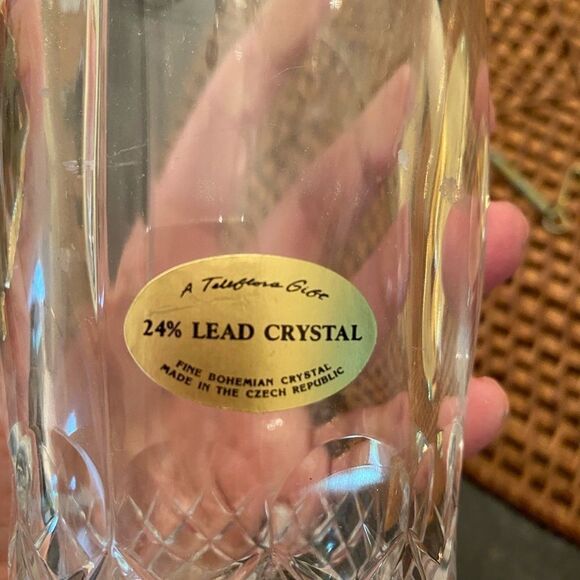 A Teleflora Gift
24% LEAD CRYSTAL
FINE BOHEMIAN CRYSTAL
MADE IN THE CZECH REPUBLIC